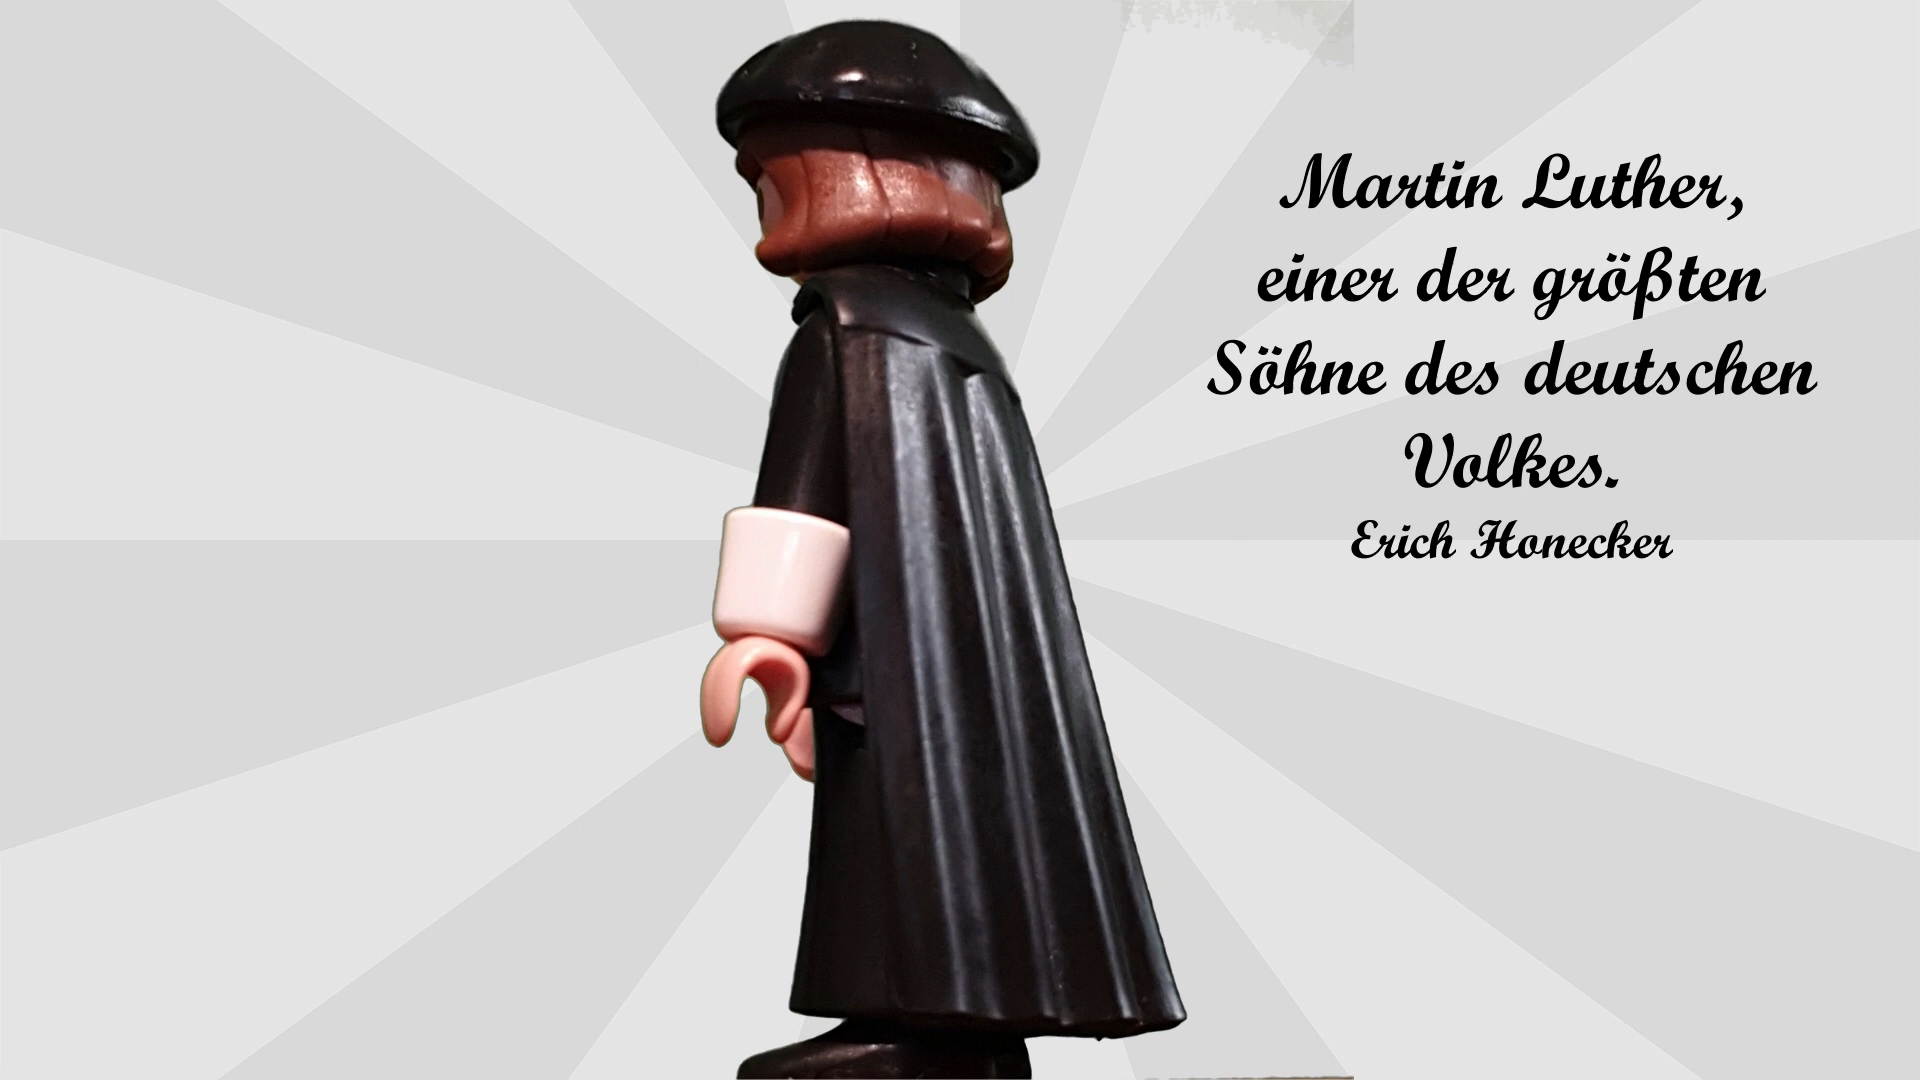 Martin Luther,
einer der größten
Söhne des deutschen
Volkes.
Erich Honecker